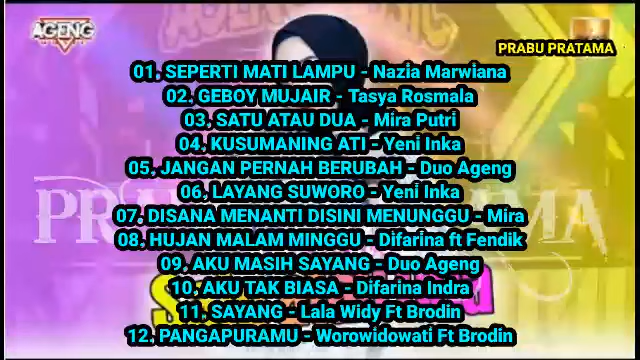 AGENG
PRABU PRATAMA
01, SEPERTI MATI LAMPU - Nazia Marwiana
02. GEBOY MUJAIR - Tasya Rosmala
03, SATU ATAU DUA - Mira Putri
04, KUSUMANING ATI - Yeni Inka
05, JANGAN PERNAH BERUBAH - Duo Ageng
06, LAYANG SUWORO - Yeni Inka
07, DISANA MENANTI DISINI MENUNGGU - Mira
08, HUJAN MALAM MINGGU - Difarina ft Fendik
09, AKU MASIH SAYANG - Duo Ageng
10, AKU TAK BIASA - Difarina Indra
11, SAYANG - Lala Widy Ft Brodin
12. PANGAPURAMU - Worowidowati Ft Brodin